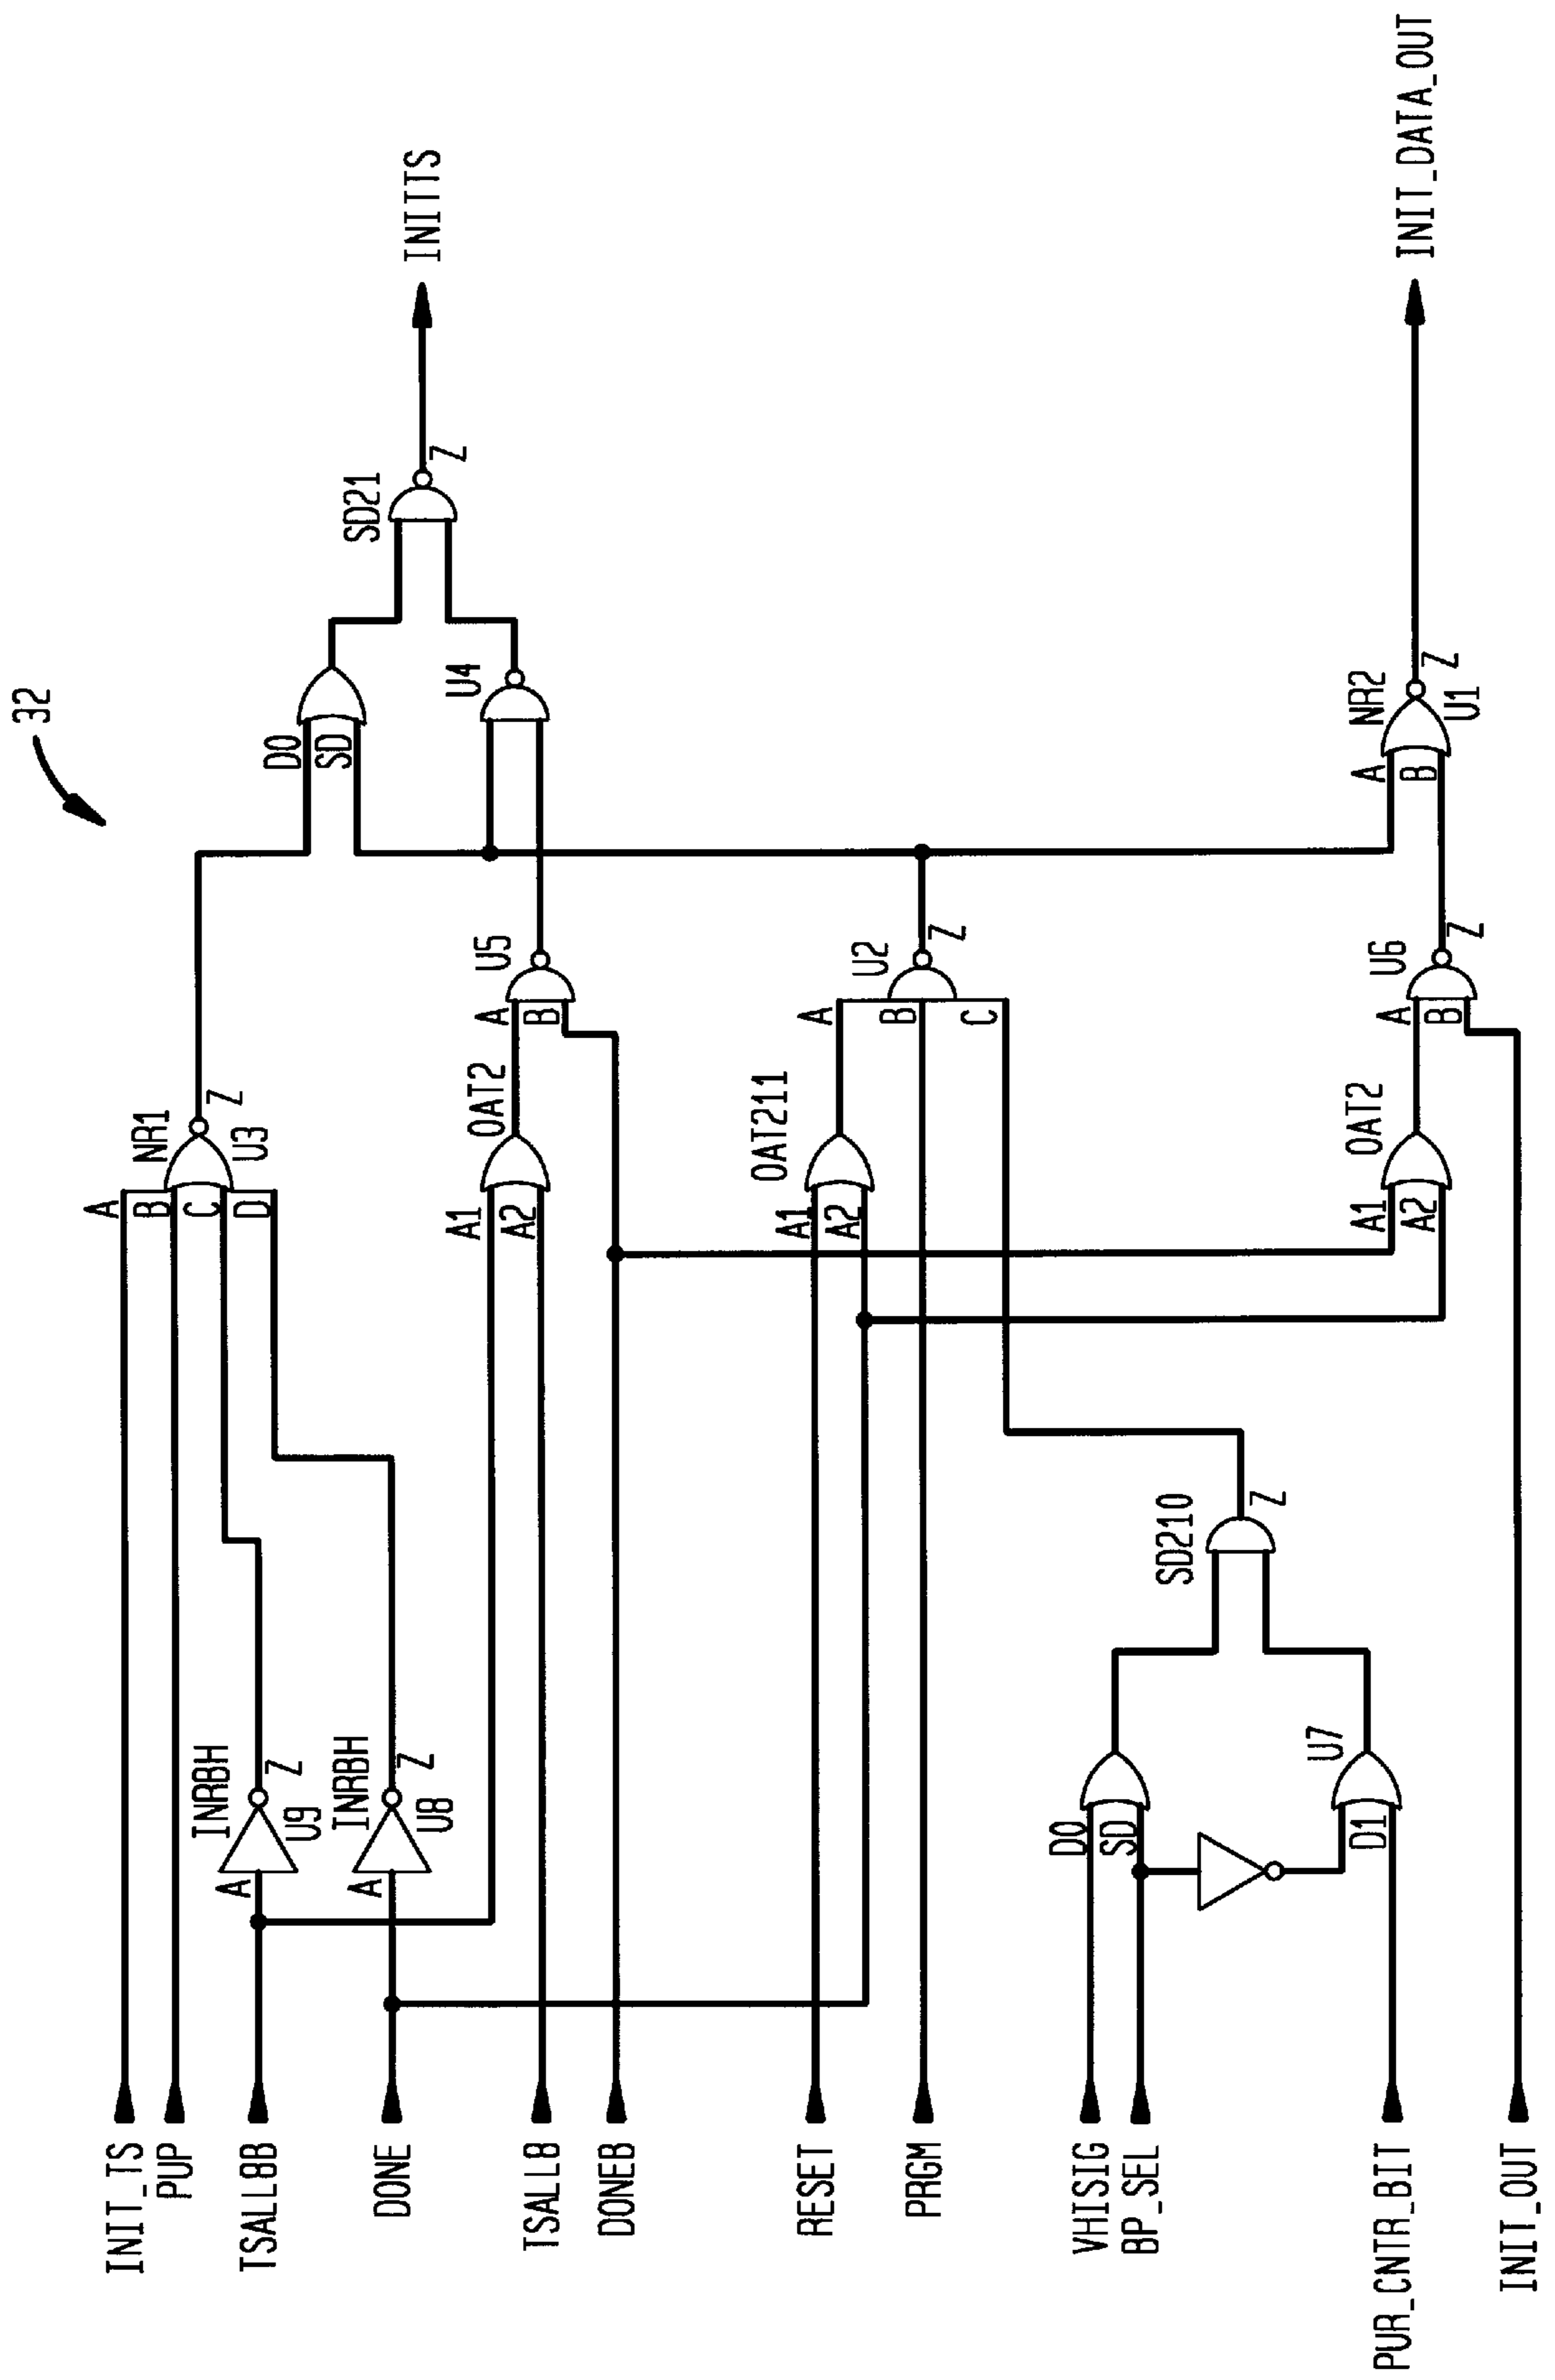 32
INIT_TS
PUP
TSALLBB
DONE
TSALLB
DONEB
RESET
PRGM
VHISIG
BP_SEL
PUR_CNTR_BIT
INIT_OUT
A
INRBH
Z
U9
A
INRBH
Z
U8
A
B
C
D
NR1
Z
U3
A1
A2
OAT2
A
B
U5
A1
A2
OAT211
A
B
C
U2
Z
D0
SD
D1
U7
SD210
Z
A1
A2
OAT2
A
B
U6
Z
D0
SD
U4
SD21
Z
INITTS
A
B
NR2
Z
U1
INIT_DATA_OUT